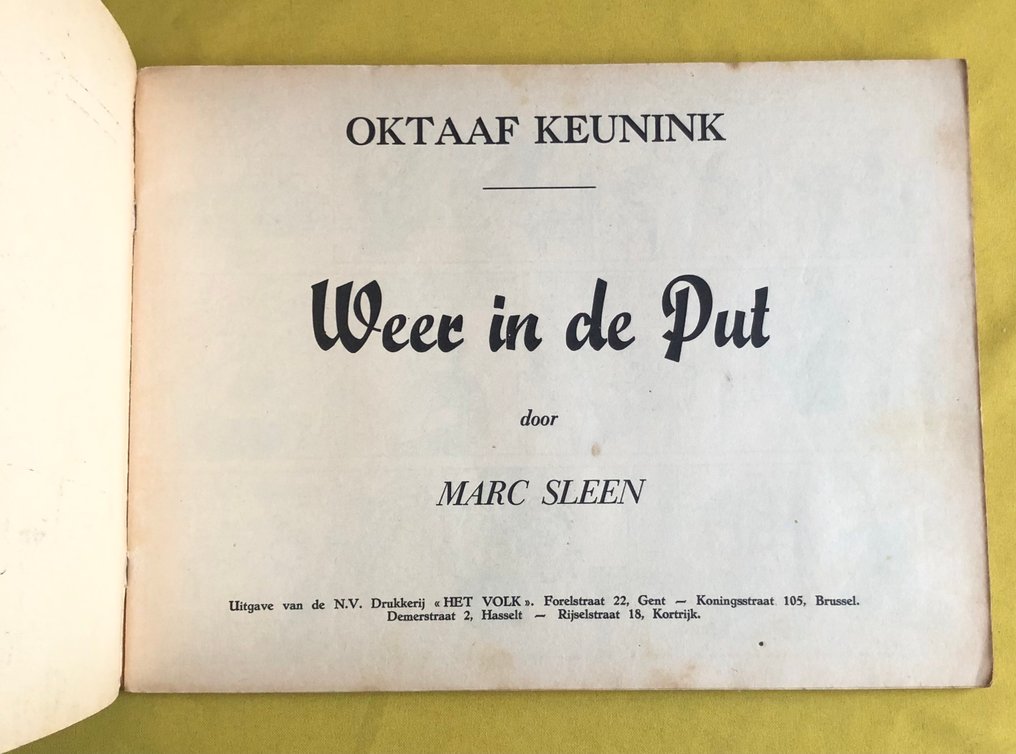 OKTAAF KEUNINK
Weer in de Put
door
MARC SLEEN
Uitgave van de N.V. Drukkerij « HET VOLK ». Forelstraat 22, Gent — Koningsstraat 105, Brussel.
Demerstraat 2, Hasselt — Rijselstraat 18, Kortrijk.